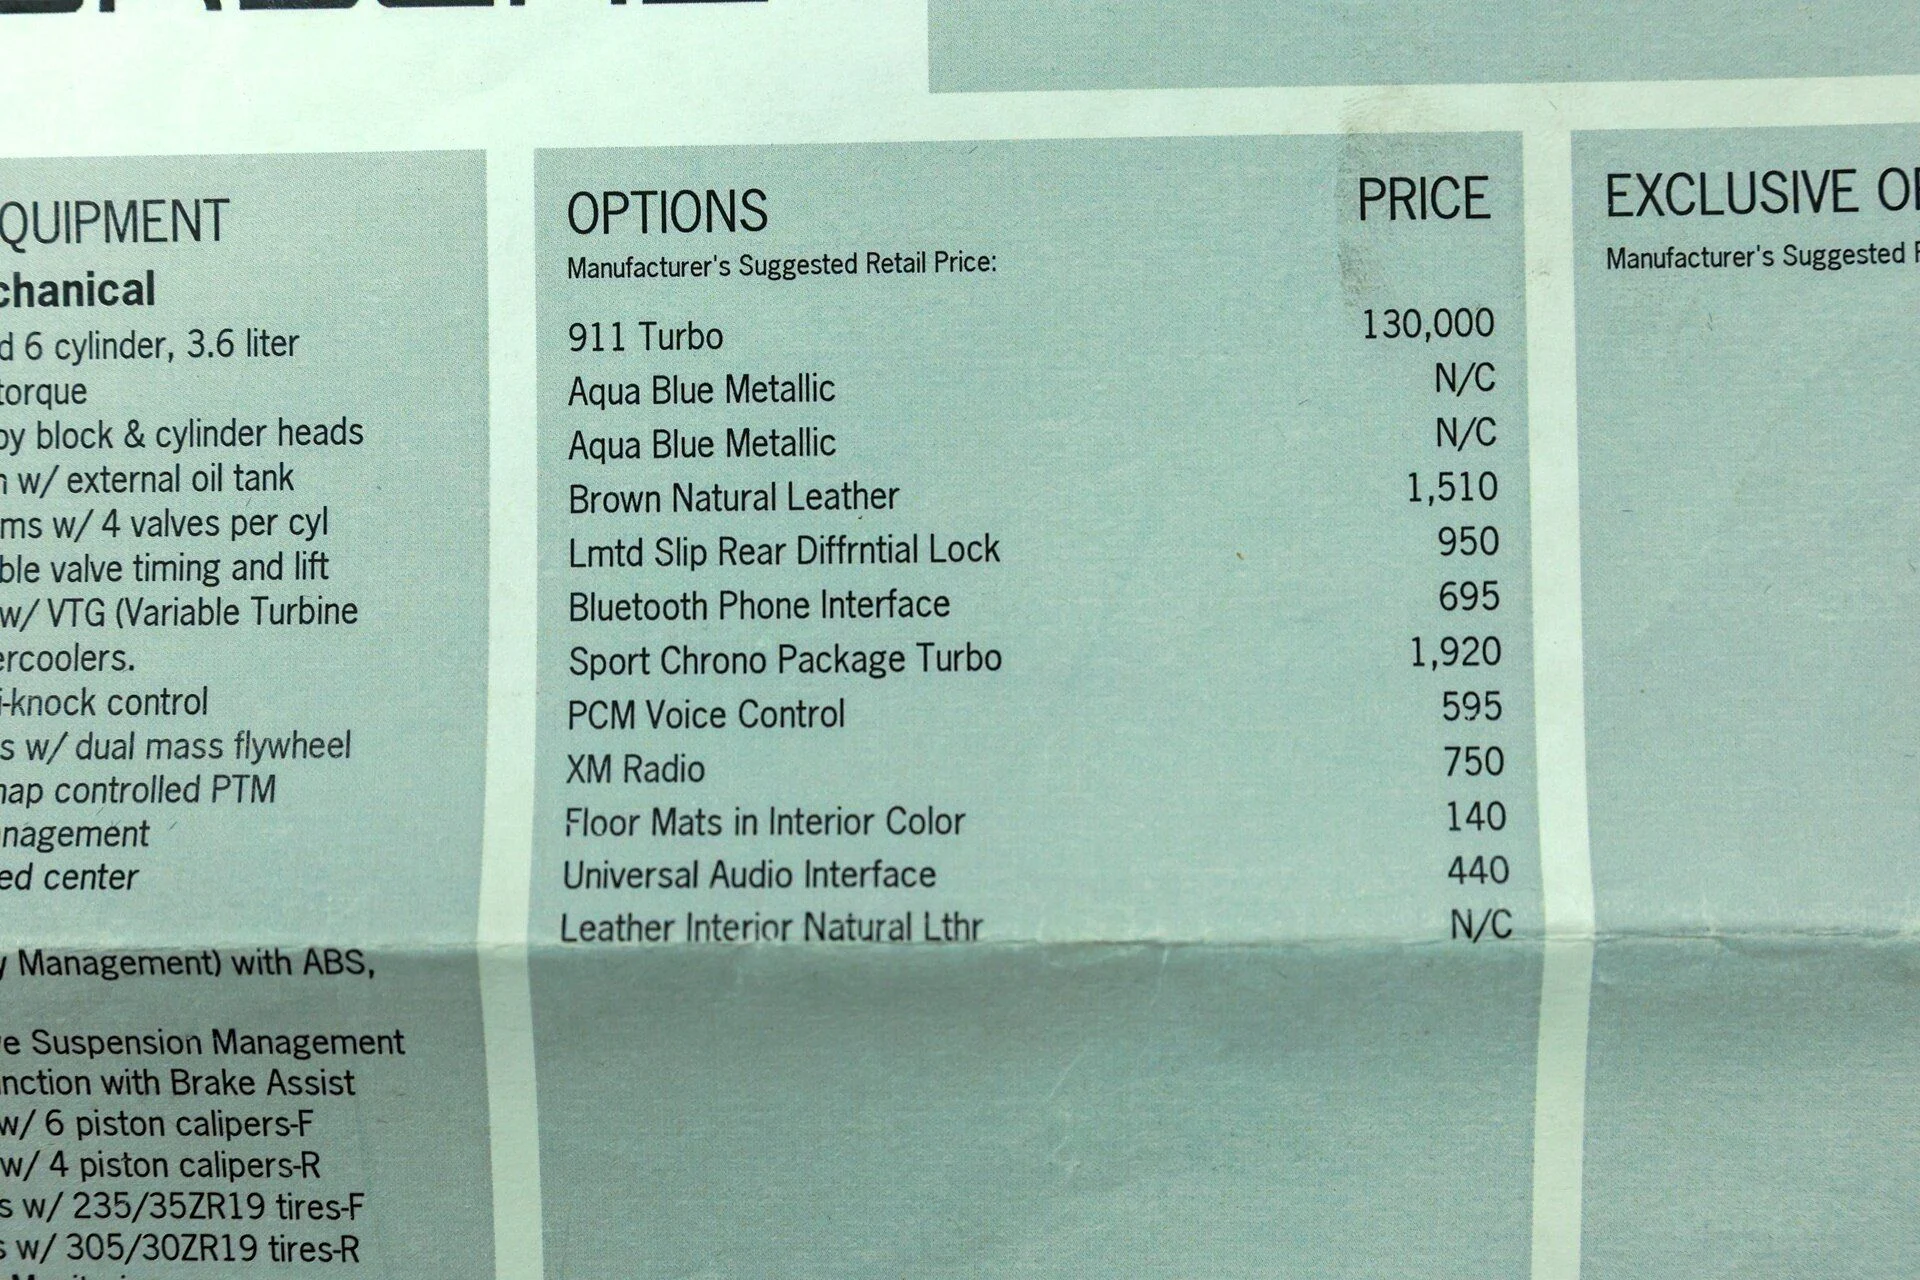 QUIPMENT
chanical
d 6 cylinder, 3.6 liter
torque
oy block & cylinder heads
w/ external oil tank
ms w/ 4 valves per cyl
ble valve timing and lift
w/ VTG (Variable Turbine
ercoolers.
i-knock control
s w/ dual mass flywheel
map controlled PTM
nagement
ed center
y Management) with ABS,
e Suspension Management
nction with Brake Assist
w/ 6 piston calipers-F
w/ 4 piston calipers-R
s w/ 235/35ZR19 tires-F
s w/ 305/30ZR19 tires-R
OPTIONS PRICE
Manufacturer's Suggested Retail Price:
911 Turbo 130,000
Aqua Blue Metallic N/C
Aqua Blue Metallic N/C
Brown Natural Leather 1,510
Lmtd Slip Rear Diffrntial Lock 950
Bluetooth Phone Interface 695
Sport Chrono Package Turbo 1,920
PCM Voice Control 595
XM Radio 750
Floor Mats in Interior Color 140
Universal Audio Interface 440
Leather Interior Natural Lthr N/C
EXCLUSIVE
Manufacturer's Suggested